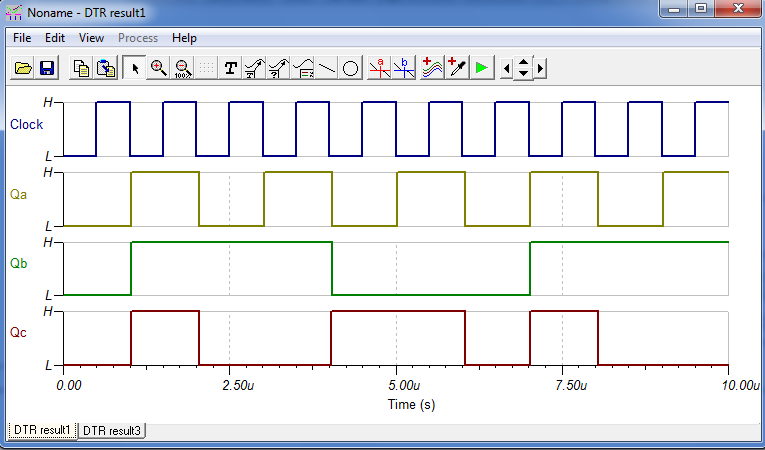 Noname - DTR result1
File Edit View Process Help
T 100% a b
H
Clock
L
H
Qa
L
H
Qb
L
H
Qc
L
0.00 2.50u 5.00u 7.50u 10.00u
Time (s)
DTR result1 DTR result3